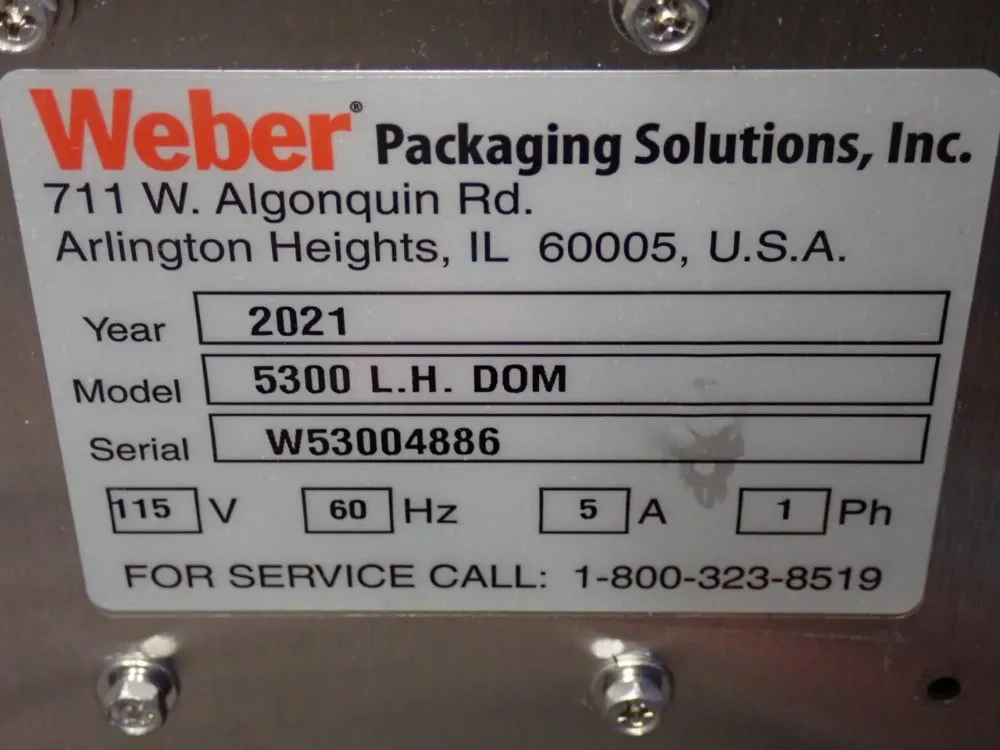 Weber® Packaging Solutions, Inc.
711 W. Algonquin Rd.
Arlington Heights, IL 60005, U.S.A.
Year 2021
Model 5300 L.H. DOM
Serial W53004886
115 V 60 Hz 5 A 1 Ph
FOR SERVICE CALL: 1-800-323-8519